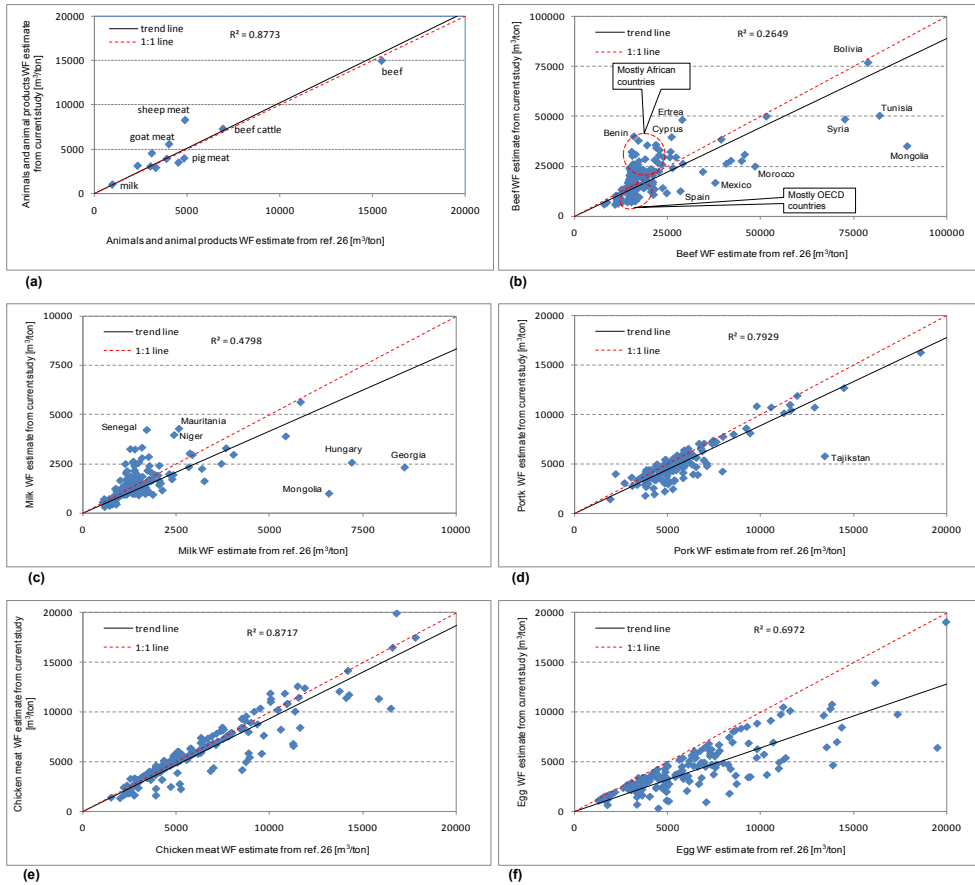 Animals and animal products WF estimate
from current study [m³/ton]
20000
15000
10000
5000
0
trend line
1:1 line
R² = 0.8773
beef
sheep meat
goat meat
beef cattle
pig meat
milk
0
5000
10000
15000
20000
Animals and animal products WF estimate from ref. 26 [m³/ton]
(a)
Beef WF estimate from current study [m³/ton]
100000
75000
50000
25000
0
trend line
1:1 line
R² = 0.2649
Mostly African
countries
Bolivia
Ertrea
Tunisia
Benin
Cyprus
Syria
Mongolia
Morocco
Mexico
Spain
Mostly OECD
countries
0
25000
50000
75000
100000
Beef WF estimate from ref. 26 [m³/ton]
(b)
Milk WF estimate from current study [m³/ton]
10000
7500
5000
2500
0
trend line
1:1 line
R² = 0.4798
Senegal
Mauritania
Niger
Hungary
Georgia
Mongolia
0
2500
5000
7500
10000
Milk WF estimate from ref. 26 [m³/ton]
(c)
Portk WF estimate from current study [m³/ton]
20000
15000
10000
5000
0
trend line
1:1 line
R² = 0.7929
Tajikistan
0
5000
10000
15000
20000
Pork WF estimate from ref. 26 [m³/ton]
(d)
Chicken meat WF estimate from current study
[m³/ton]
20000
15000
10000
5000
0
trend line
1:1 line
R² = 0.8717
0
5000
10000
15000
20000
Chicken meat WF estimate from ref. 26 [m³/ton]
(e)
Egg WF estimate from current study [m³/ton]
20000
15000
10000
5000
0
trend line
1:1 line
R² = 0.6972
0
5000
10000
15000
20000
Egg WF estimate from ref. 26 [m³/ton]
(f)